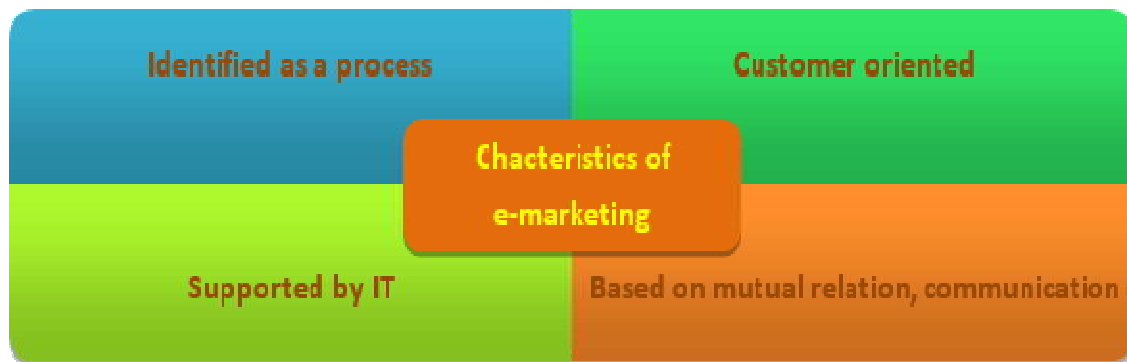 Identified as a process
Customer oriented
Chacteristics of
e-marketing
Supported by IT
Based on mutual relation, communication